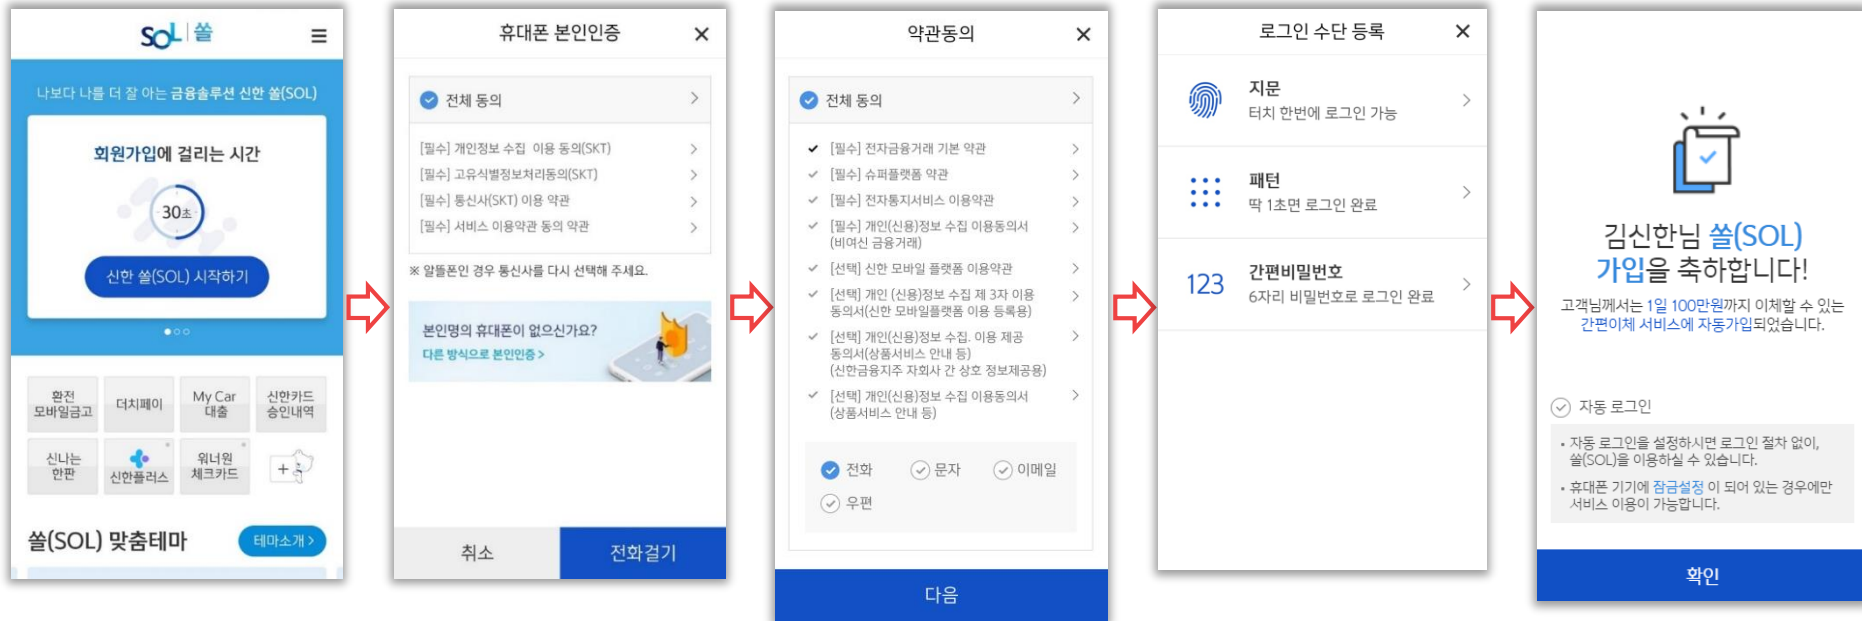 SOL 쏠
나보다 나를 더 잘 아는 금융솔루션 신한 쏠(SOL)
회원가입에 걸리는 시간
30초
신한 쏠(SOL) 시작하기
환전
모바일금고
더치페이
My Car
대출
신한카드
승인내역
신나는
한판
신한플러스
워너원
체크카드
쏠(SOL) 맞춤테마
테마소개 >
휴대폰 본인인증
전체 동의
[필수] 개인정보 수집 이용 동의(SKT)
[필수] 고유식별정보처리동의(SKT)
[필수] 통신사(SKT) 이용 약관
[필수] 서비스 이용약관 동의 약관
※ 알뜰폰인 경우 통신사를 다시 선택해 주세요.
본인명의 휴대폰이 없으신가요?
다른 방식으로 본인인증 >
취소
전화걸기
약관동의
전체 동의
[필수] 전자금융거래 기본 약관
[필수] 슈퍼플랫폼 약관
[필수] 전자통지서비스 이용약관
[필수] 개인(신용)정보 수집 이용동의서
(비여신 금융거래)
[선택] 신한 모바일 플랫폼 이용약관
[선택] 개인 (신용)정보 수집 제 3자 이용
동의서(신한 모바일플랫폼 이용 등록용)
[선택] 개인(신용)정보 수집. 이용 제공
동의서(상품서비스 안내 등)
(신한금융지주 자회사 간 상호 정보제공용)
[선택] 개인(신용)정보 수집 이용동의서
(상품서비스 안내 등)
전화
문자
이메일
우편
다음
로그인 수단 등록
지문
터치 한번에 로그인 가능
패턴
딱 1초면 로그인 완료
123
간편비밀번호
6자리 비밀번호로 로그인 완료
김신한님 쏠(SOL)
가입을 축하합니다!
고객님께서는 1일 100만원까지 이체할 수 있는
간편이체 서비스에 자동가입되었습니다.
자동 로그인
• 자동 로그인을 설정하시면 로그인 절차 없이,
쏠(SOL)을 이용하실 수 있습니다.
• 휴대폰 기기에 잠금설정 이 되어 있는 경우에만
서비스 이용이 가능합니다.
확인